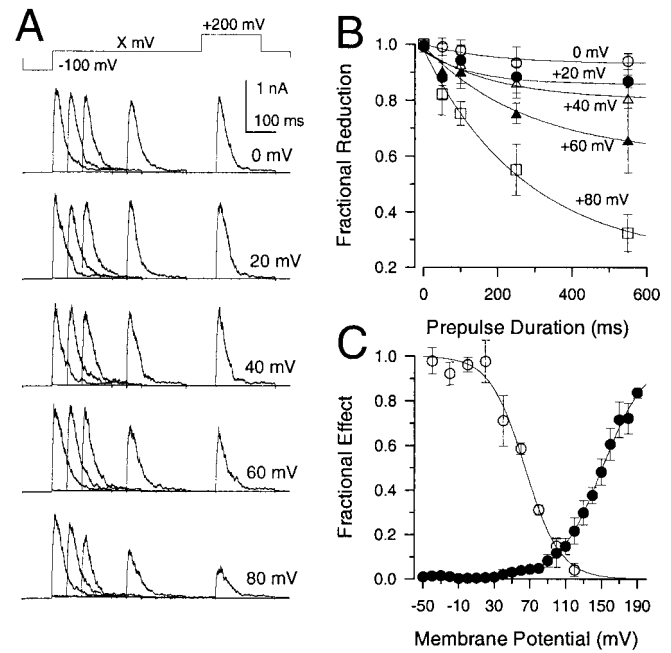 A
X mV
+200 mV
-100 mV
1 nA
100 ms
0 mV
20 mV
40 mV
60 mV
80 mV
B
Fractional Reduction
1.0
0.8
0.6
0.4
0.2
0 mV
+20 mV
+40 mV
+60 mV
+80 mV
0 200 400 600
Prepulse Duration (ms)
C
Fractional Effect
1.0
0.8
0.6
0.4
0.2
0.0
-50 -10 30 70 110 150 190
Membrane Potential (mV)